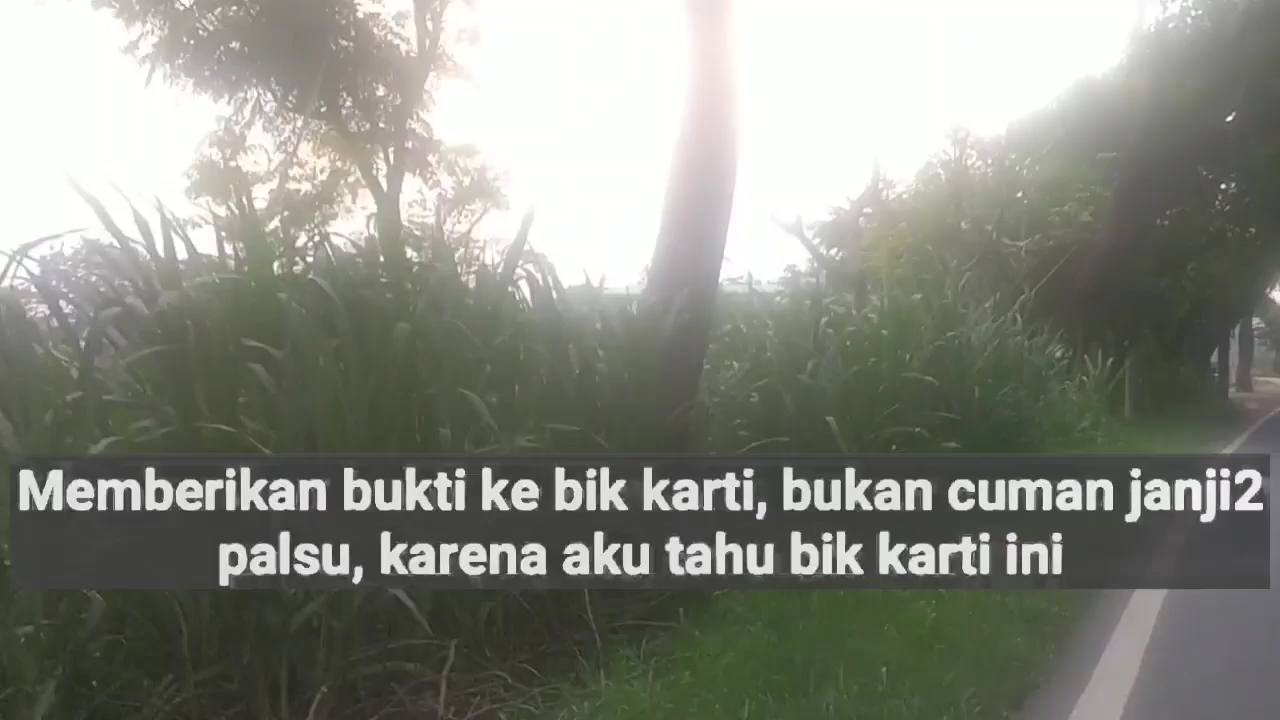 Memberikan bukti ke bik karti, bukan cuman janji2
palsu, karena aku tahu bik karti ini